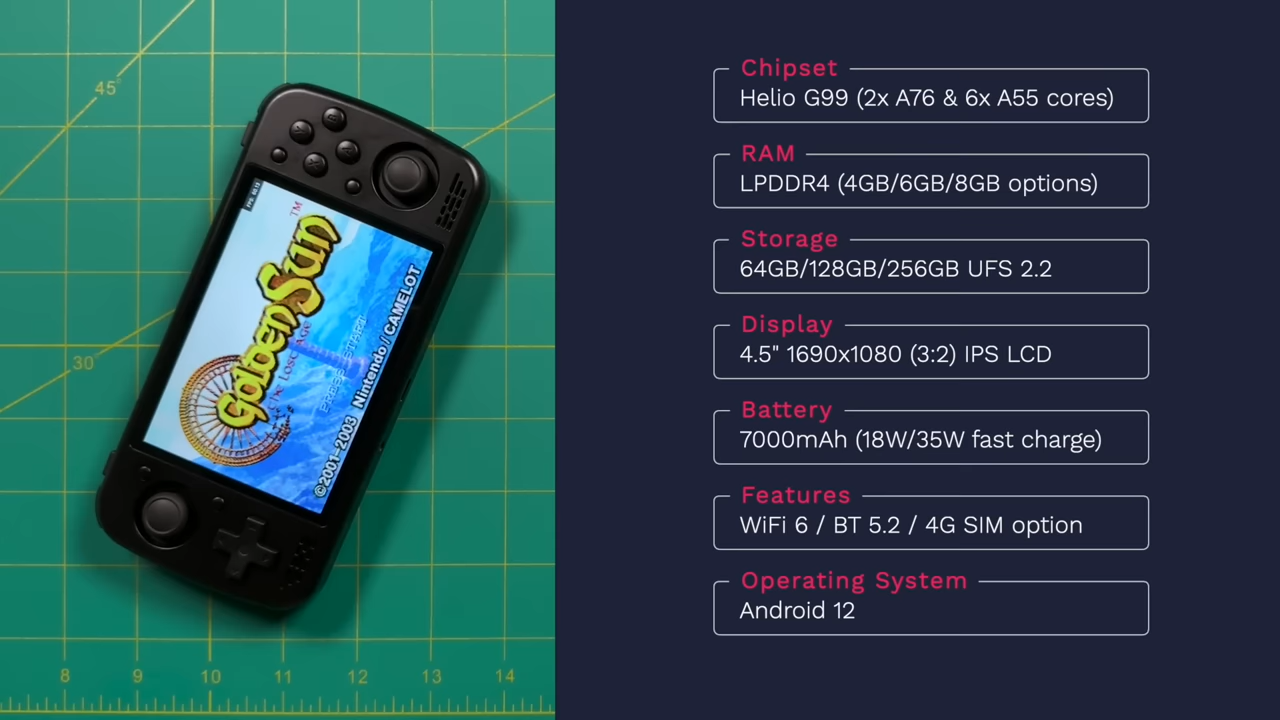 45°
30°
8 9 10 11 12 13 14
GOLDEN SUN™
The Lost Age
PRESS START
©2001-2003 Nintendo/CAMELOT
Chipset
Helio G99 (2x A76 & 6x A55 cores)
RAM
LPDDR4 (4GB/6GB/8GB options)
Storage
64GB/128GB/256GB UFS 2.2
Display
4.5" 1690x1080 (3:2) IPS LCD
Battery
7000mAh (18W/35W fast charge)
Features
WiFi 6 / BT 5.2 / 4G SIM option
Operating System
Android 12